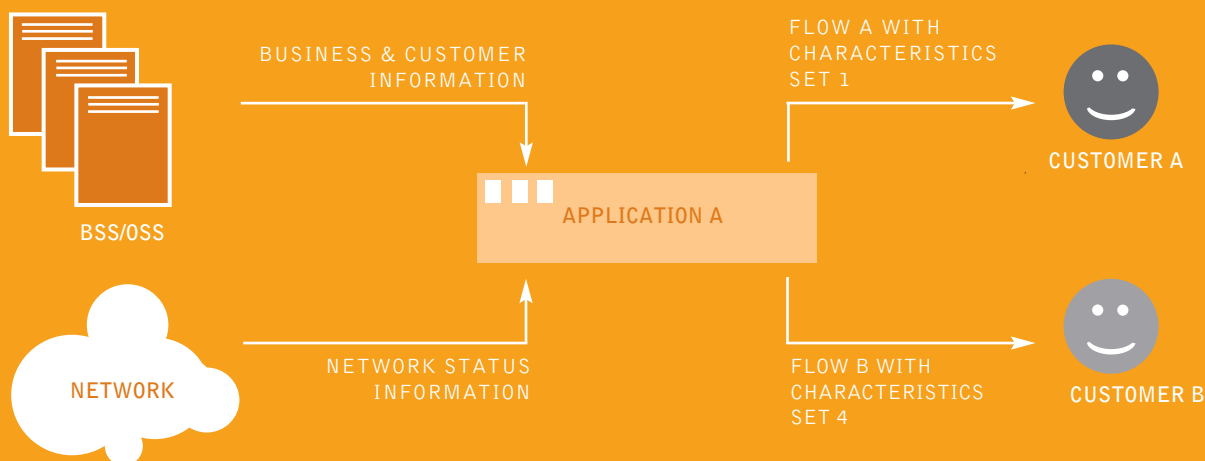 BUSINESS & CUSTOMER
INFORMATION
FLOW A WITH
CHARACTERISTICS
SET 1
CUSTOMER A
BSS/OSS
APPLICATION A
NETWORK
NETWORK STATUS
INFORMATION
FLOW B WITH
CHARACTERISTICS
SET 4
CUSTOMER B